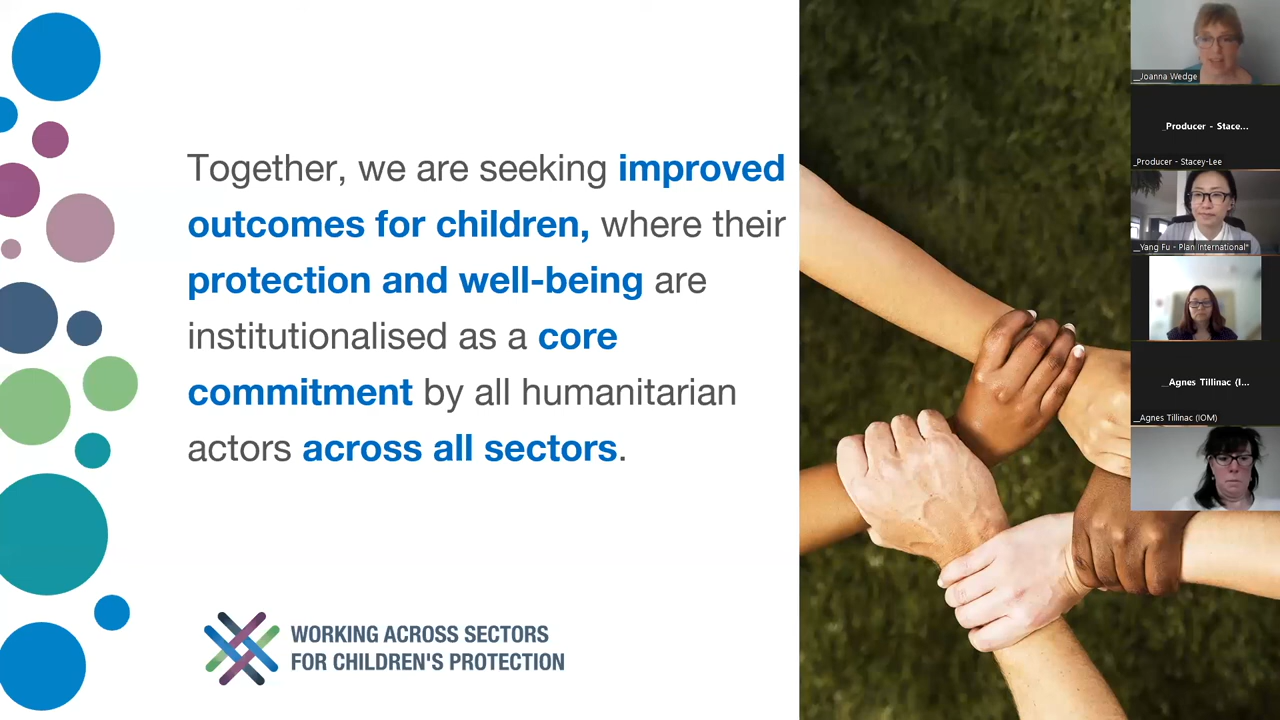 Together, we are seeking improved
outcomes for children, where their
protection and well-being are
institutionalised as a core
commitment by all humanitarian
actors across all sectors.
WORKING ACROSS SECTORS
FOR CHILDREN'S PROTECTION
_Joanna Wedge
_Producer - Stace...
_Producer - Stacey-Lee
_Yang Fu - Plan International"
_Agnes Tillinac (I...
_Agnes Tillinac (IOM)